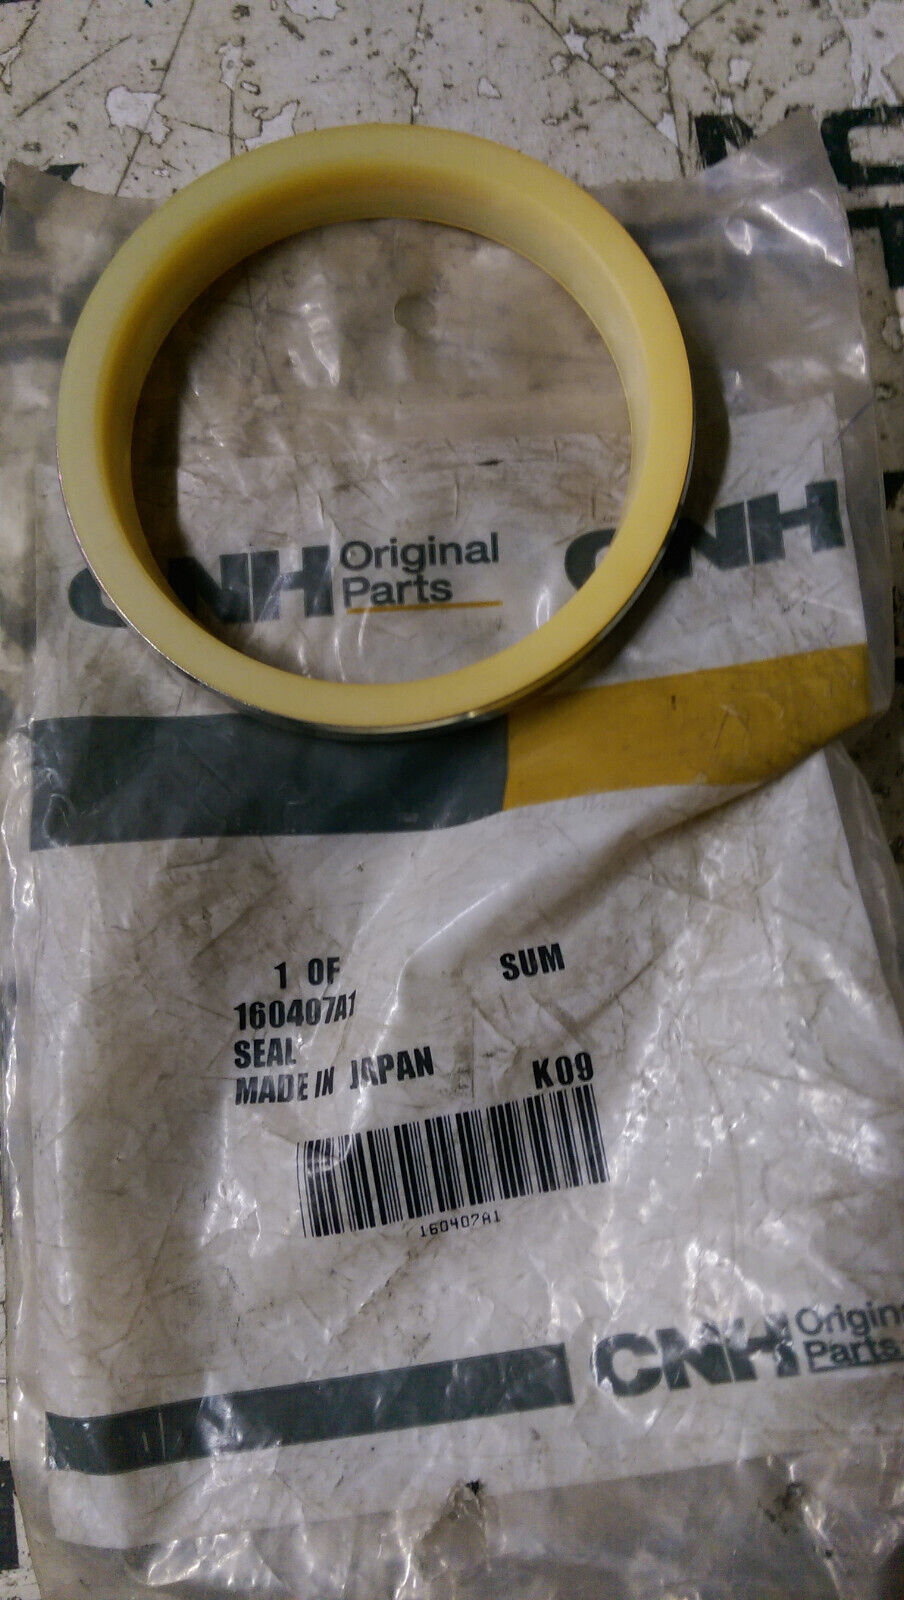 CNH Original Parts
CNH
1 OF SUM
160407A1
SEAL
MADE IN JAPAN K09
160407A1
CNH Original
Parts